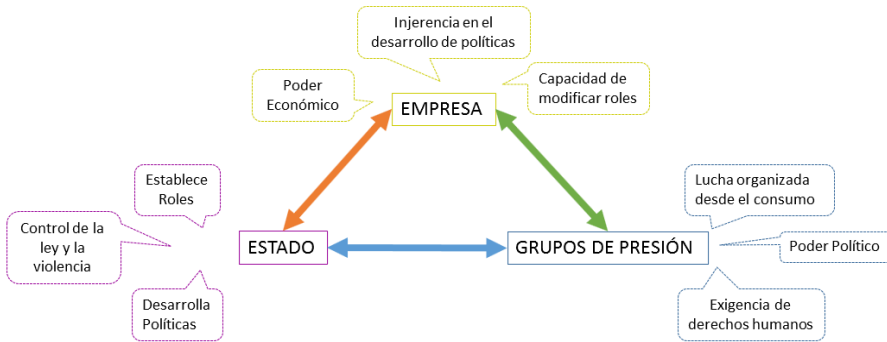 Injerencia en el
desarrollo de políticas
Poder
Económico
Capacidad de
modificar roles
EMPRESA
Establece
Roles
Control de la
ley y la
violencia
Desarrolla
Políticas
ESTADO
GRUPOS DE PRESIÓN
Lucha organizada
desde el consumo
Poder Político
Exigencia de
derechos humanos